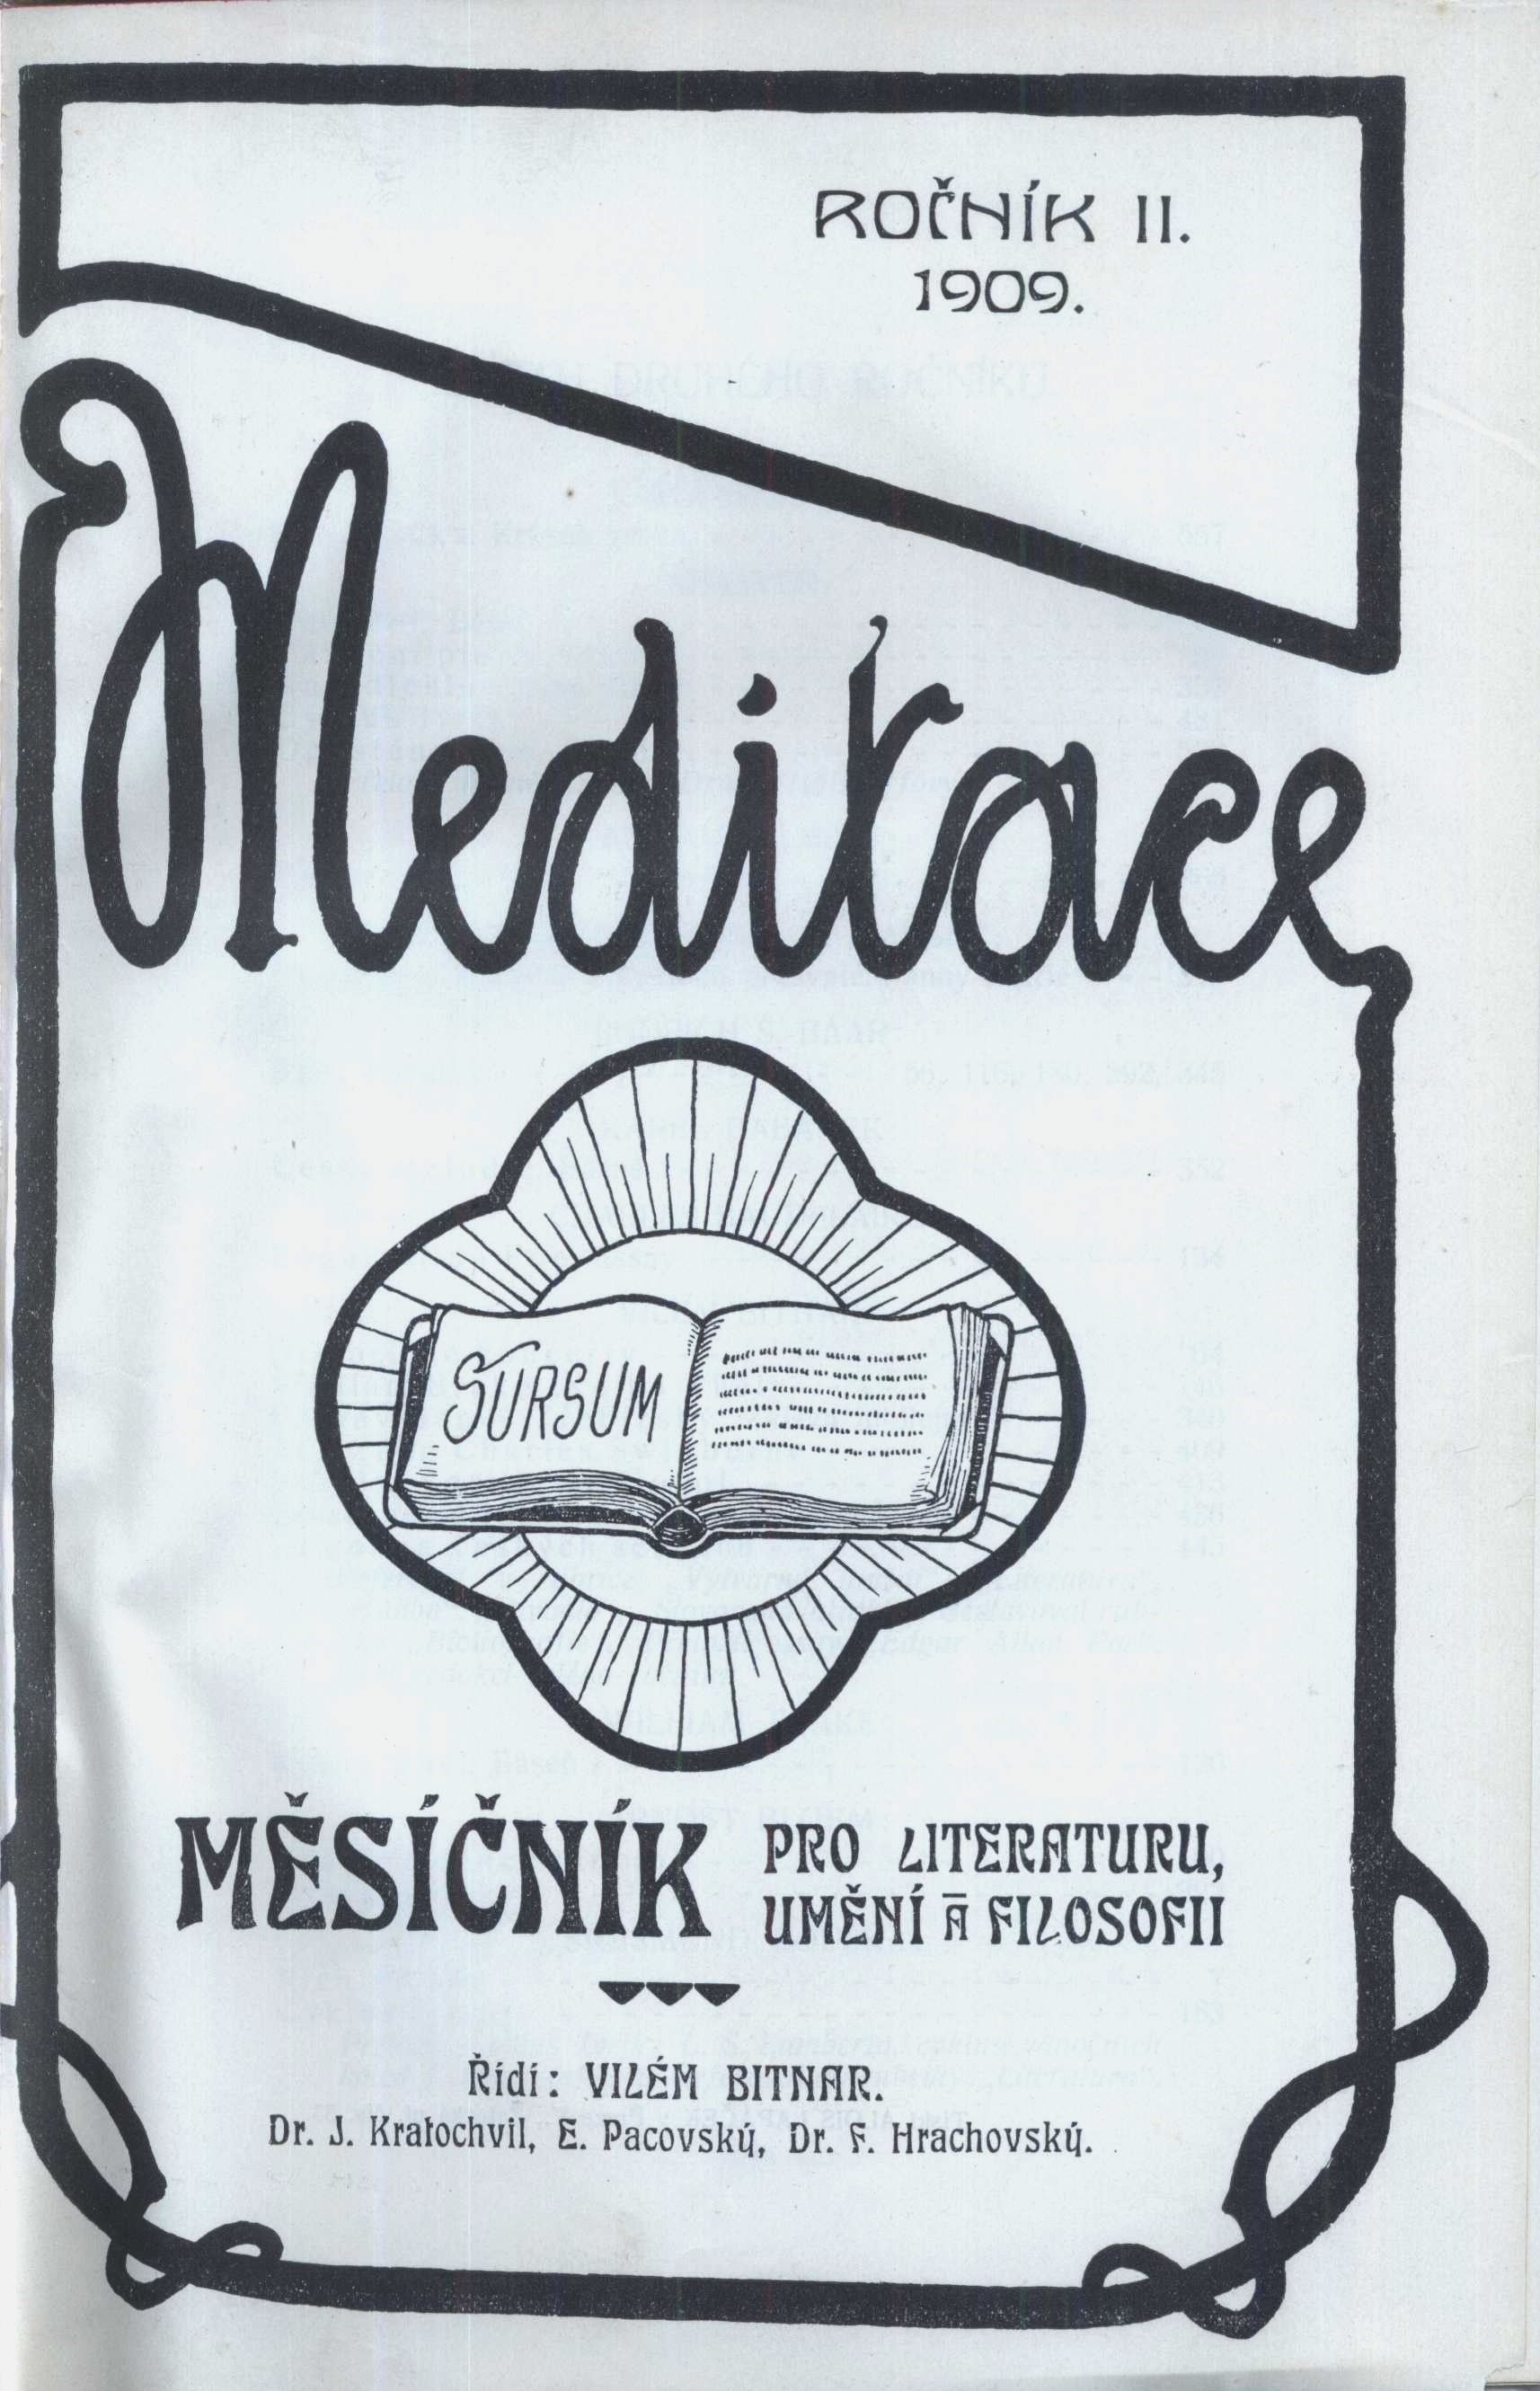 ROČNÍK II.
1909.
Meditace
SURSUM
MĚSÍČNÍK
PRO LITERATURU,
UMĚNÍ A FILOSOFII
Řídí: VILÉM BITNAR.
Dr. J. Kratochvil, E. Pacovský, Dr. F. Hrachovský.